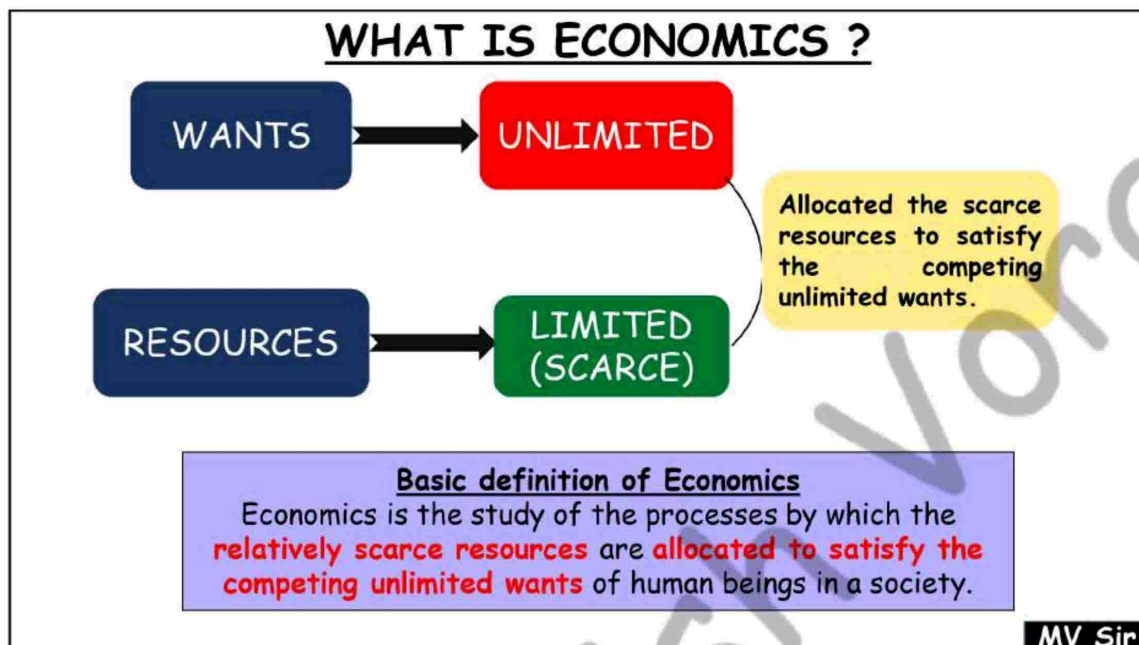 WHAT IS ECONOMICS ?
WANTS
UNLIMITED
Allocated the scarce
resources to satisfy
the competing
unlimited wants.
RESOURCES
LIMITED
(SCARCE)
Basic definition of Economics
Economics is the study of the processes by which the
relatively scarce resources are allocated to satisfy the
competing unlimited wants of human beings in a society.
MV Sir